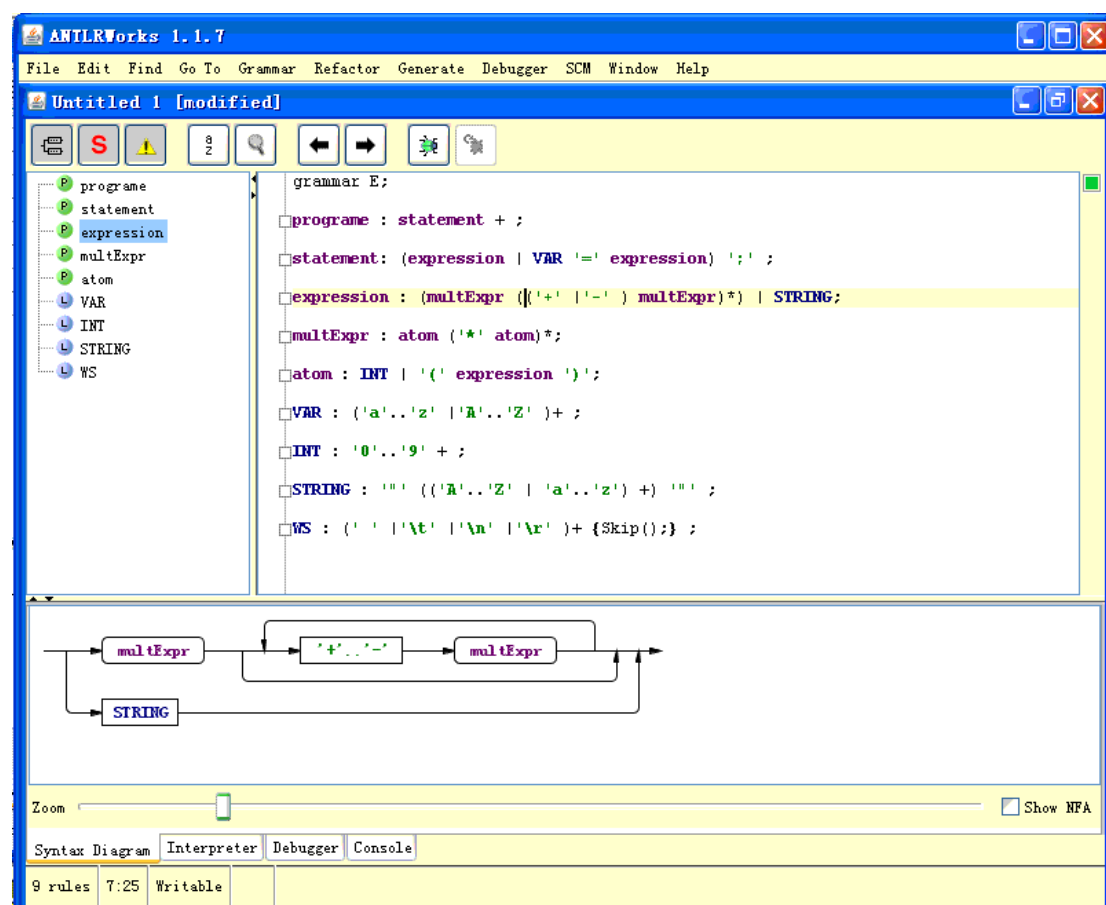 ANTLRWorks 1.1.7
File Edit Find Go To Grammar Refactor Generate Debugger SCM Window Help
Untitled 1 [modified]
S
a
z
P programe
P statement
P expression
P multExpr
P atom
L VAR
L INT
L STRING
L WS
grammar E;
programe : statement + ;
statement: (expression | VAR '=' expression) ';' ;
expression : (multExpr (('+' |'-' ) multExpr)*) | STRING;
multExpr : atom ('*' atom)*;
atom : INT | '(' expression ')';
VAR : ('a'..'z' |'A'..'Z' )+ ;
INT : '0'..'9' + ;
STRING : '"' (('A'..'Z' | 'a'..'z') +) '"' ;
WS : (' ' |'\t' |'\n' |'\r' )+ {Skip();} ;
multExpr '+'..'-' multExpr
STRING
Zoom Show NFA
Syntax Diagram Interpreter Debugger Console
9 rules 7:25 Writable